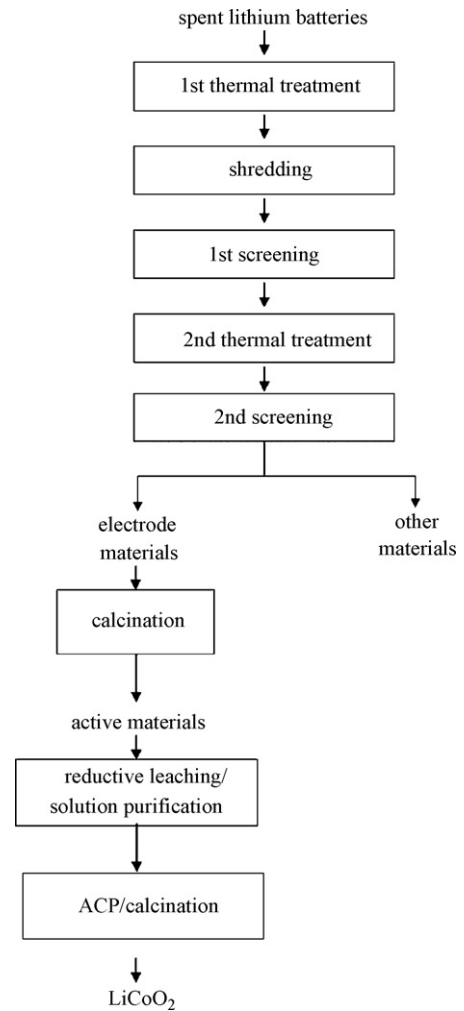 spent lithium batteries
1st thermal treatment
shredding
1st screening
2nd thermal treatment
2nd screening
electrode
materials
other
materials
calcination
active materials
reductive leaching/
solution purification
ACP/calcination
LiCoO₂